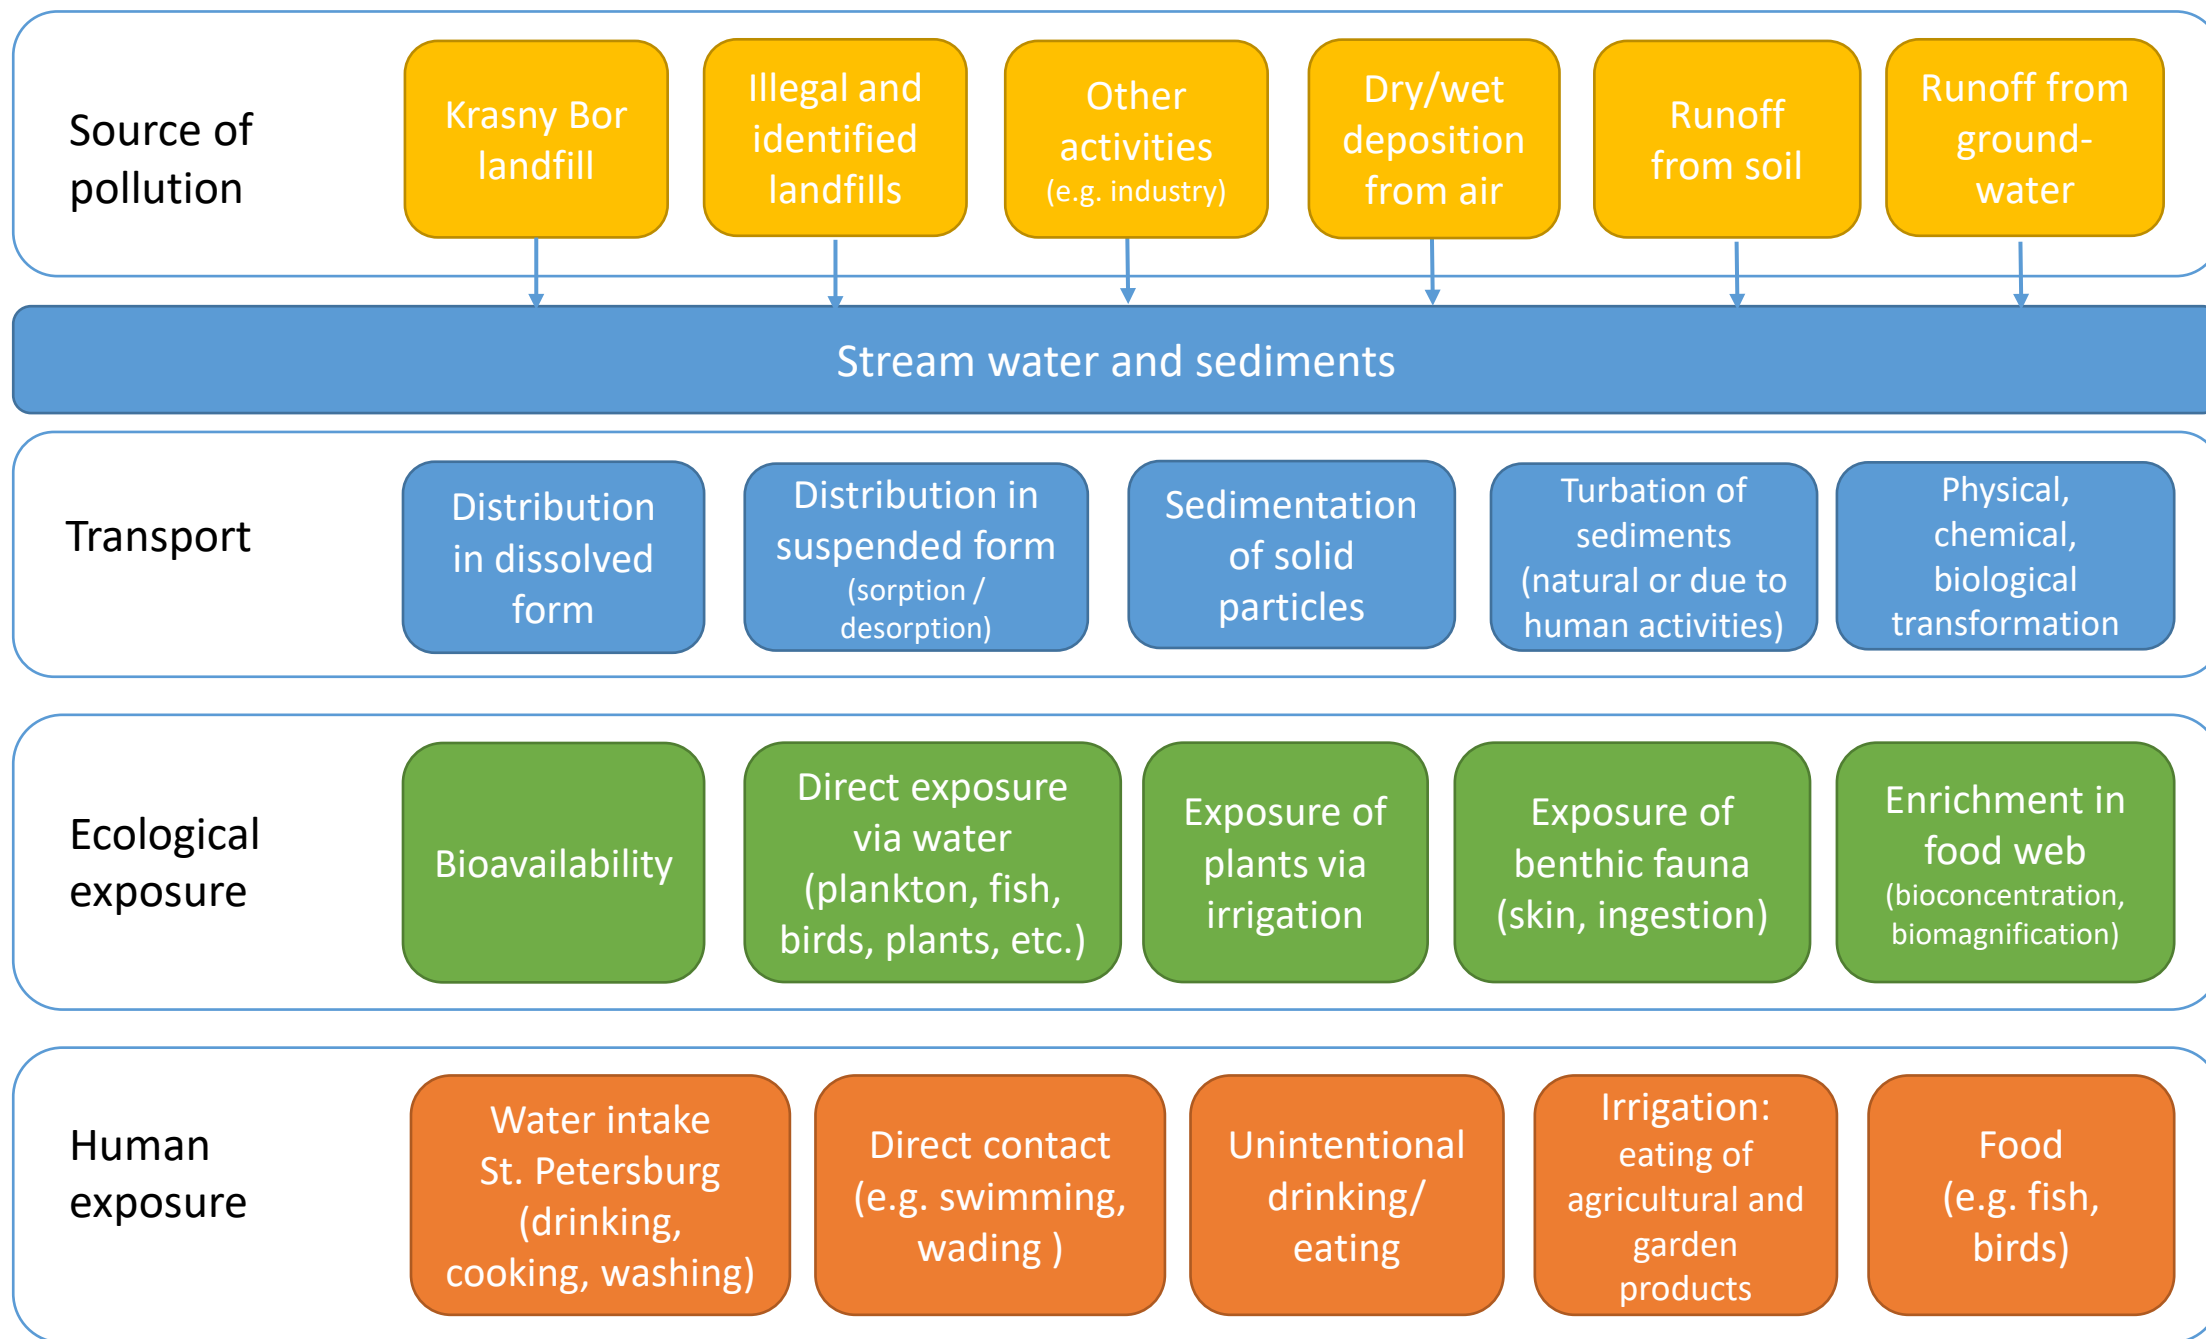 Source of
pollution
Krasny Bor
landfill
Illegal and
identified
landfills
Other
activities
(e.g. industry)
Dry/wet
deposition
from air
Runoff
from soil
Runoff from
ground-
water
Stream water and sediments
Transport
Distribution
in dissolved
form
Distribution in
suspended form
(sorption /
desorption)
Sedimentation
of solid
particles
Turbation of
sediments
(natural or due to
human activities)
Physical,
chemical,
biological
transformation
Ecological
exposure
Bioavailability
Direct exposure
via water
(plankton, fish,
birds, plants, etc.)
Exposure of
plants via
irrigation
Exposure of
benthic fauna
(skin, ingestion)
Enrichment in
food web
(bioconcentration,
biomagnification)
Human
exposure
Water intake
St. Petersburg
(drinking,
cooking, washing)
Direct contact
(e.g. swimming,
wading )
Unintentional
drinking/
eating
Irrigation:
eating of
agricultural and
garden
products
Food
(e.g. fish,
birds)